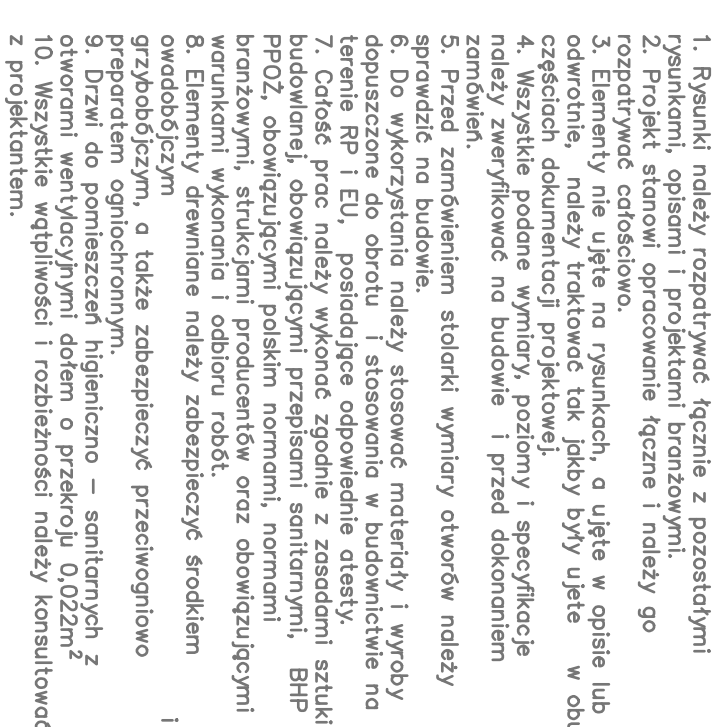 1. Rysunki należy rozpatrywać łącznie z pozostałymi
rysunkami, opisami i projektami branżowymi.
2. Projekt stanowi opracowanie łączne i należy go
rozpatrywać całościowo.
3. Elementy nie ujęte na rysunkach, a ujęte w opisie lub
odwrotnie, należy traktować tak jakby były ujete w obu
częściach dokumentacji projektowej.
4. Wszystkie podane wymiary, poziomy i specyfikacje
należy zweryfikować na budowie i przed dokonaniem
zamówień.
5. Przed zamówieniem stolarki wymiary otworów należy
sprawdzić na budowie.
6. Do wykorzystania należy stosować materiały i wyroby
dopuszczone do obrotu i stosowania w budownictwie na
terenie RP i EU, posiadające odpowiednie atesty.
7. Całość prac należy wykonać zgodnie z zasadami sztuki
budowlanej, obowiązującymi przepisami sanitarnymi, BHP
PPOŻ, obowiązującymi polskim normami, normami
branżowymi, strukcjami producentów oraz obowiązującymi
warunkami wykonania i odbioru robót.
8. Elementy drewniane należy zabezpieczyć środkiem
owadobójczym i
grzybobójczym, a także zabezpieczyć przeciwogniowo
preparatem ogniochronnym.
9. Drzwi do pomieszczeń higieniczno – sanitarnych z
otworami wentylacyjnymi dołem o przekroju 0,022m²
10. Wszystkie wątpliwości i rozbieżności należy konsultować
z projektantem.